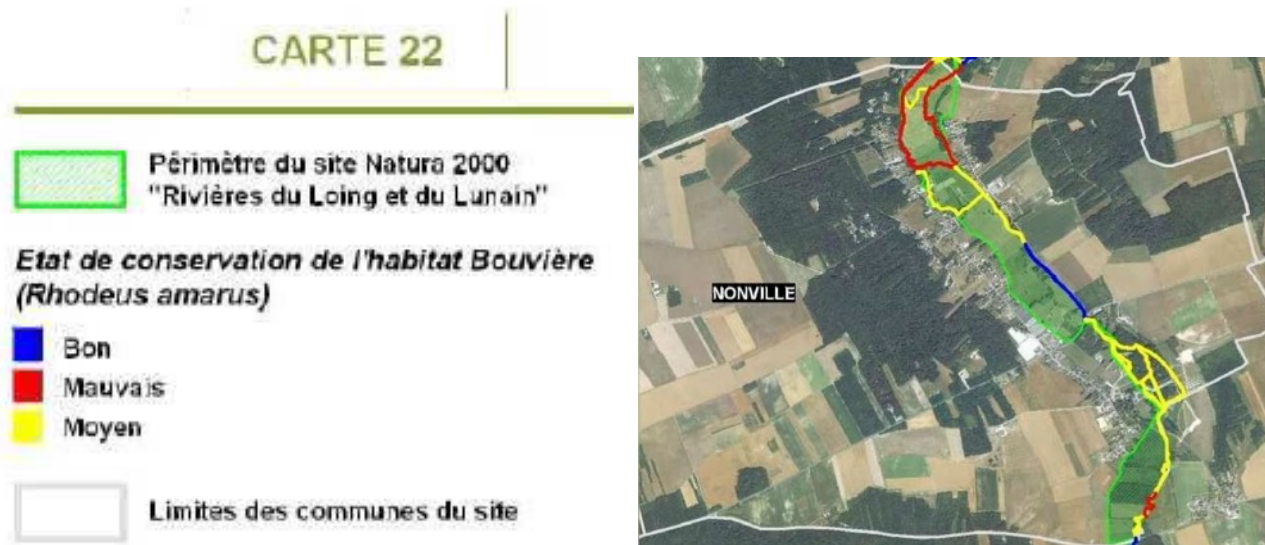 CARTE 22
Périmètre du site Natura 2000
"Rivières du Loing et du Lunain"
Etat de conservation de l'habitat Bouvière
(Rhodeus amarus)
Bon
Mauvais
Moyen
Limites des communes du site
NONVILLE